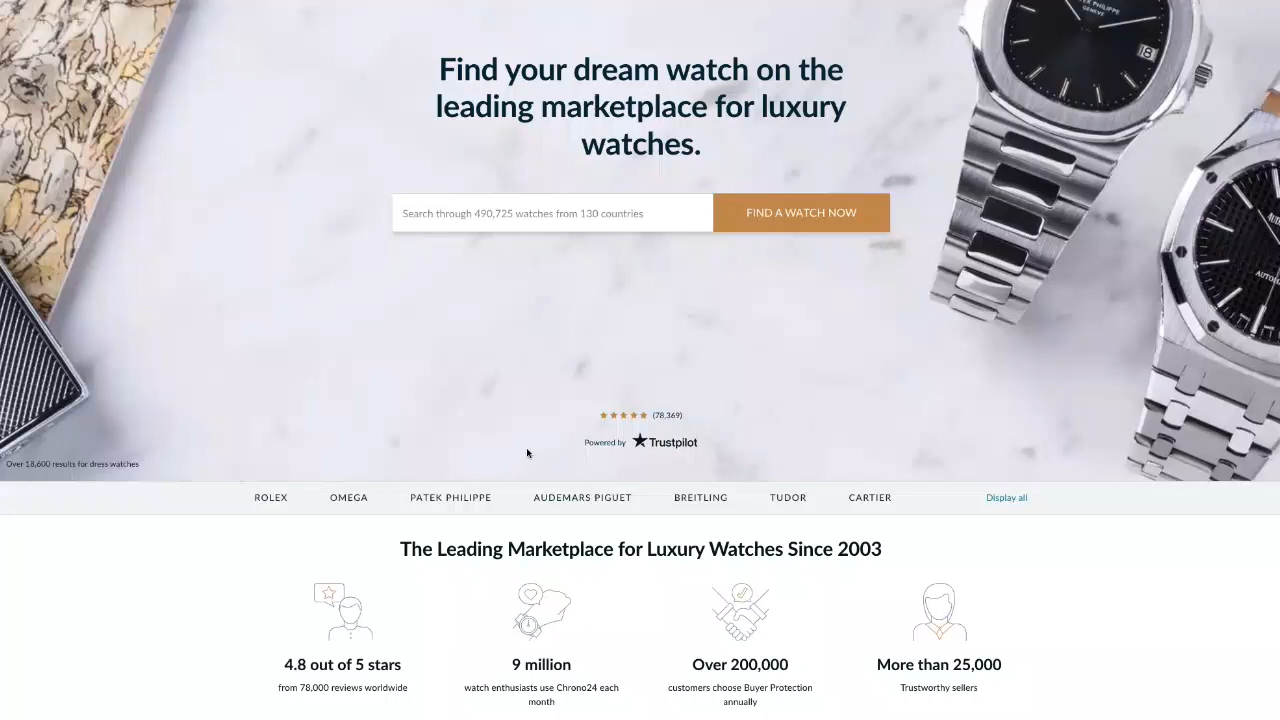 PATEK PHILIPPE
GENEVE
18
Find your dream watch on the
leading marketplace for luxury
watches.
Search through 490,725 watches from 130 countries
FIND A WATCH NOW
(78,369)
Powered by Trustpilot
Over 18,600 results for dress watches
ROLEX OMEGA PATEK PHILIPPE AUDEMARS PIGUET BREITLING TUDOR CARTIER Display all
The Leading Marketplace for Luxury Watches Since 2003
4.8 out of 5 stars
from 78,000 reviews worldwide
9 million
watch enthusiasts use Chrono24 each
month
Over 200,000
customers choose Buyer Protection
annually
More than 25,000
Trustworthy sellers